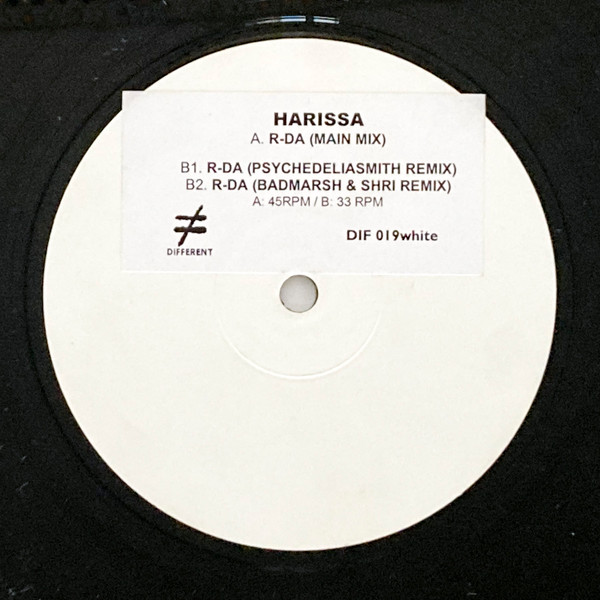 HARISSA
A. R-DA (MAIN MIX)
B1. R-DA (PSYCHEDELIASMITH REMIX)
B2. R-DA (BADMARSH & SHRI REMIX)
A: 45RPM / B: 33 RPM
≠
DIFFERENT
DIF 019white